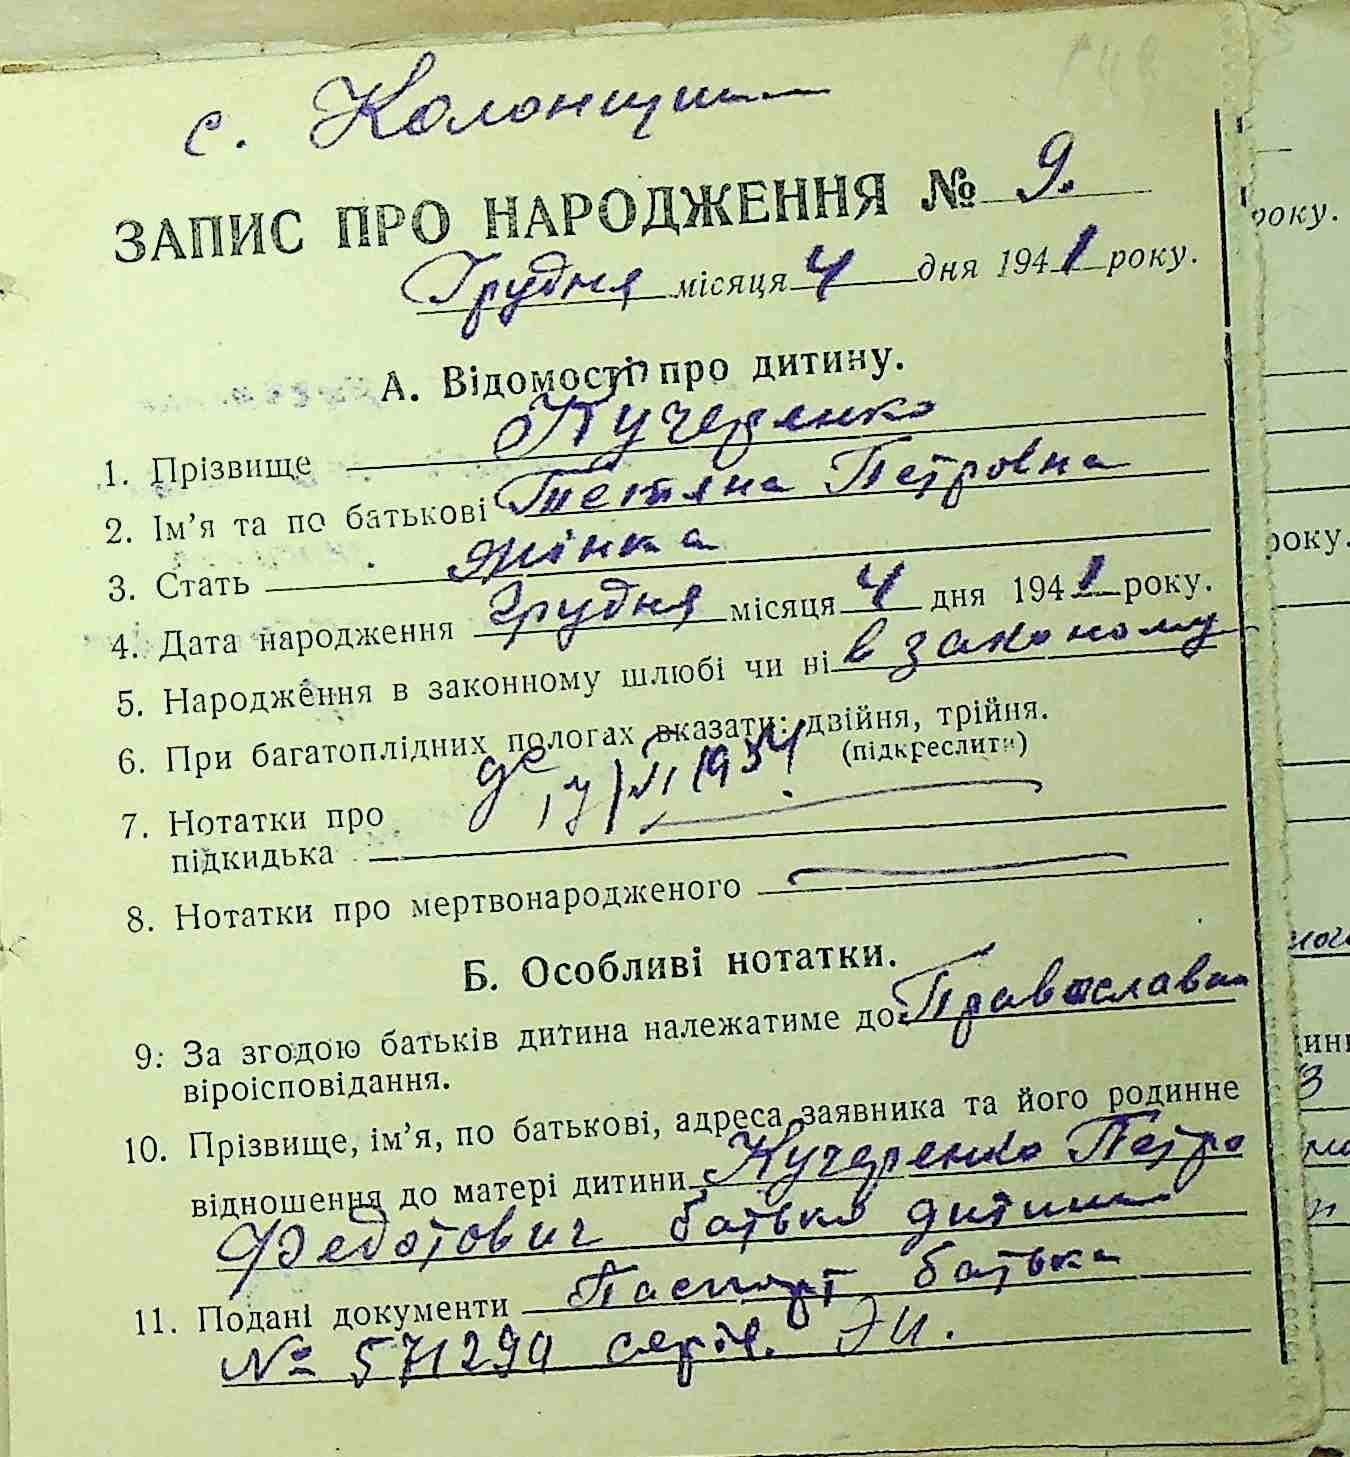 с. Колонщин
ЗАПИС ПРО НАРОДЖЕННЯ № 9.
Грудня місяця 4 дня 1941 року.
А. Відомості про дитину.
1. Прізвище Кучеренко
2. Ім'я та по батькові Тетяна Петровна
3. Стать жінка
4. Дата народження Грудня місяця 4 дня 1941 року.
5. Народження в законному шлюбі чи ні в законому
6. При багатоплідних пологах вказати: двійня, трійня.
(підкреслити)
7. Нотатки про
підкидька
8. Нотатки про мертвонародженого
Б. Особливі нотатки.
9. За згодою батьків дитина належатиме до Православн
віроісповідання.
10. Прізвище, ім'я, по батькові, адреса заявника та його родинне
відношення до матері дитини Кучеренко Петро
Федотович батько дитини
11. Подані документи Паспорт батька
№ 571299 серія. ЭИ.
року.
року.